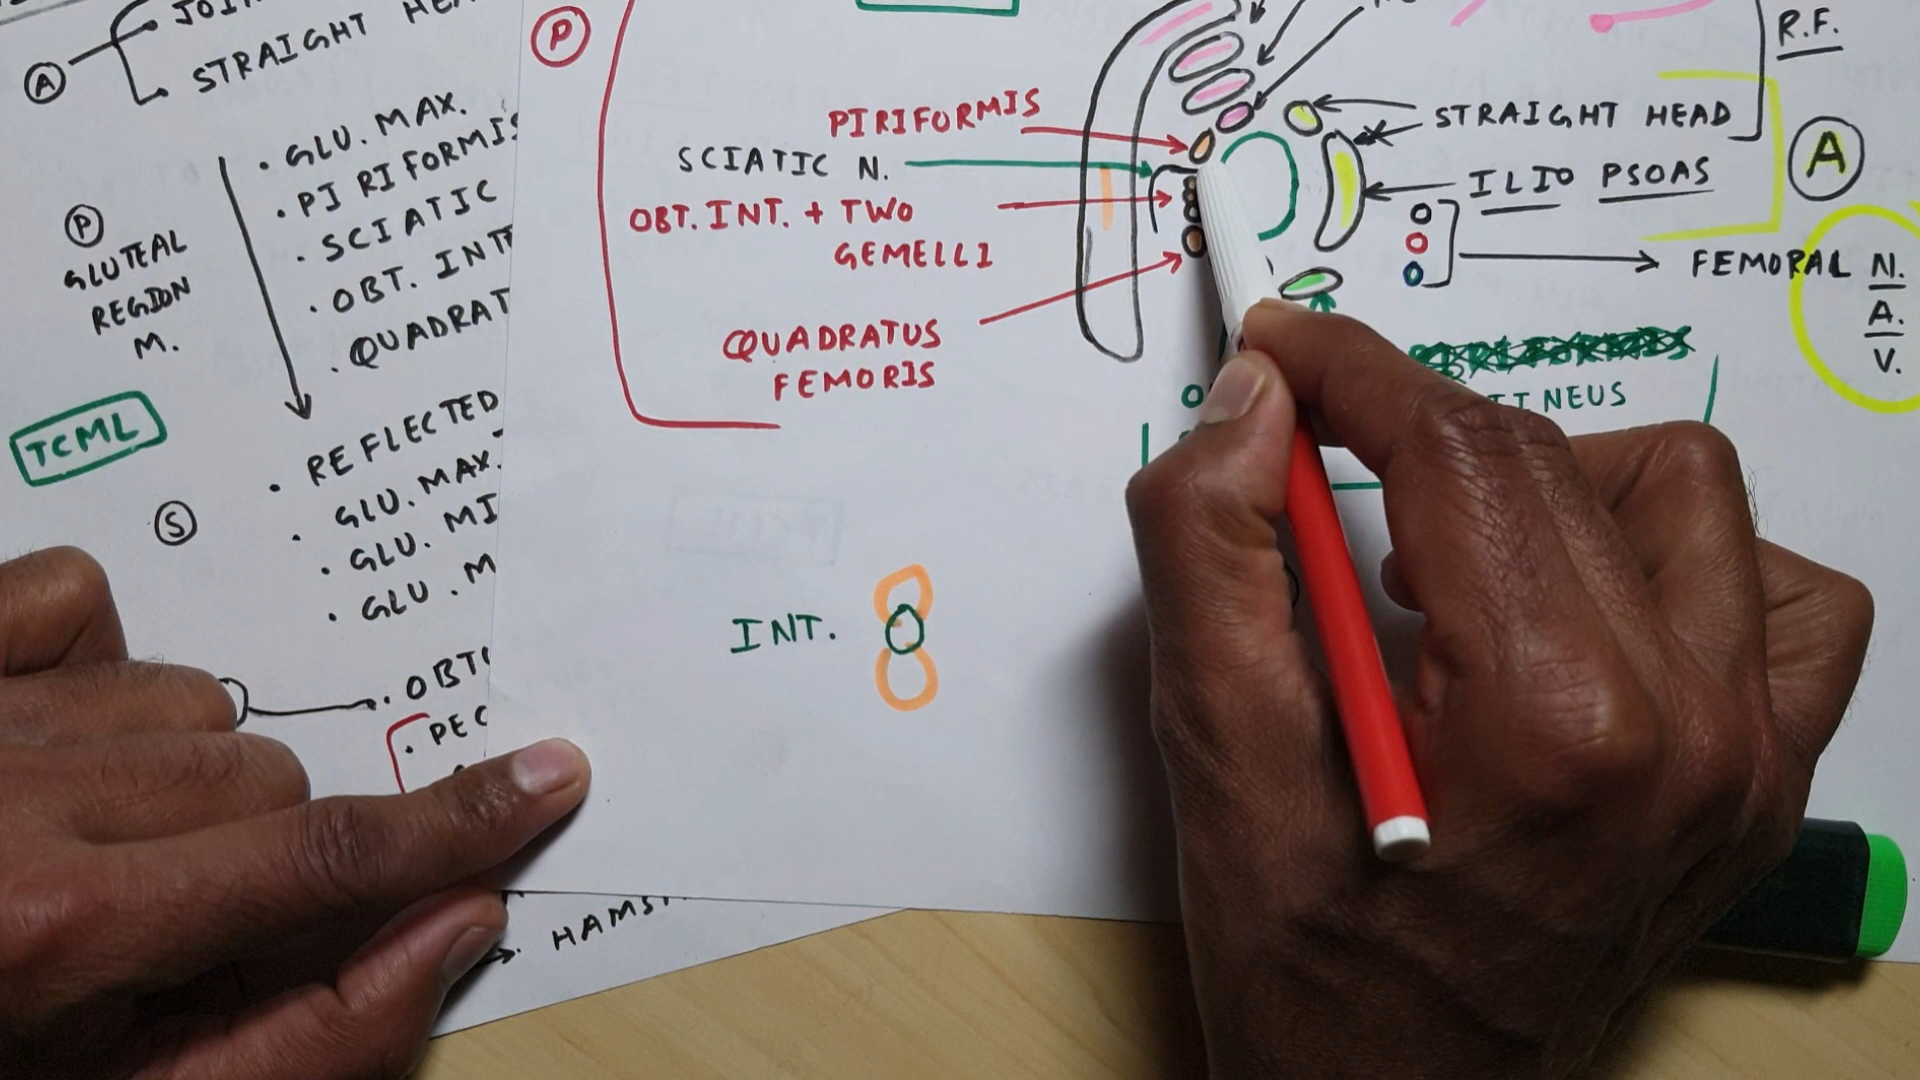 A
STRAIGHT
P
GLUTEAL
REGION
M.
. GLU. MAX.
. PIRIFORMIS
. SCIATIC
. OBT. INT
. QUADRAT
TCML
S
. REFLECTED
. GLU. MAX.
. GLU. MI
. GLU. M
. OBT
. PEC
HAMS
P
PIRIFORMIS
SCIATIC N.
OBT. INT. + TWO
GEMELLI
QUADRATUS
FEMORIS
INT.
R.F.
STRAIGHT HEAD
A
ILIO PSOAS
FEMORAL N.
A.
V.
TINEUS